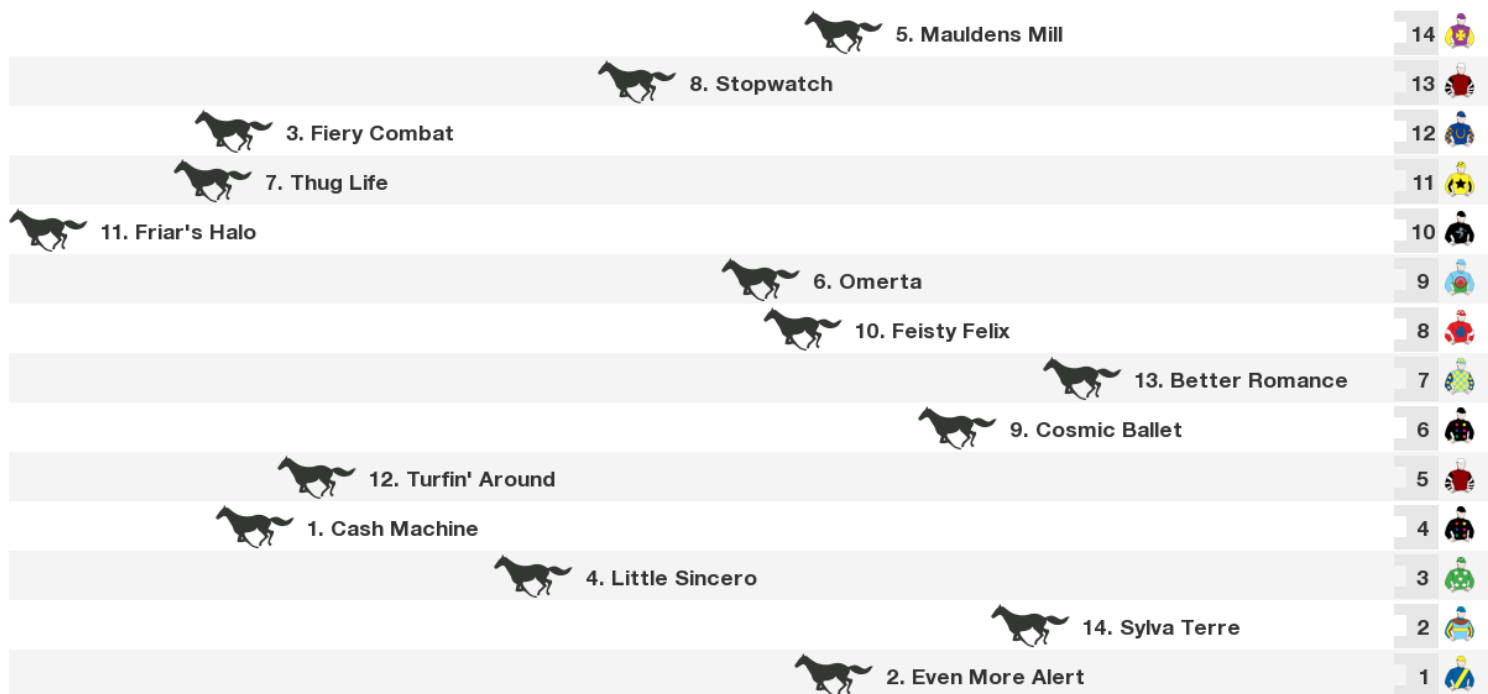 5. Mauldens Mill 14
8. Stopwatch 13
3. Fiery Combat 12
7. Thug Life 11
11. Friar's Halo 10
6. Omerta 9
10. Feisty Felix 8
13. Better Romance 7
9. Cosmic Ballet 6
12. Turfin' Around 5
1. Cash Machine 4
4. Little Sincero 3
14. Sylva Terre 2
2. Even More Alert 1